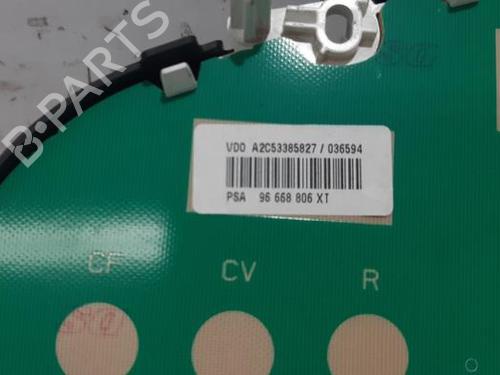 B-PARTS
VDO A2C53385827 / 036594
PSA 96 668 806 XT
CF CV R